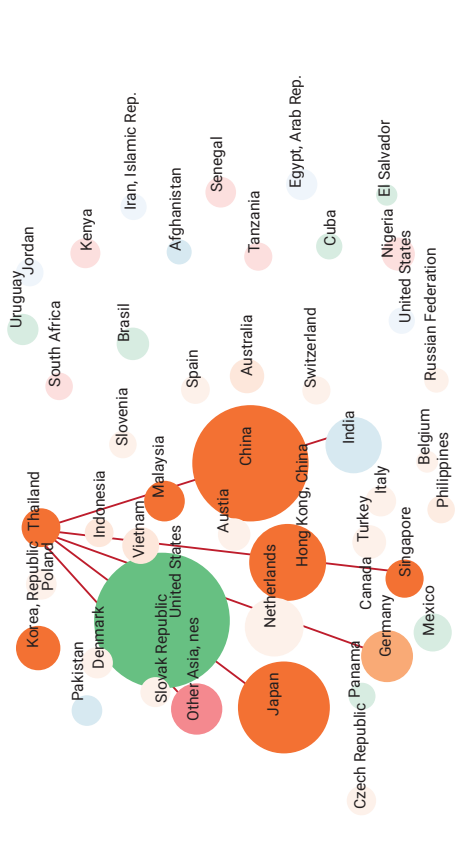 Uruguay
Jordan
Kenya
Iran, Islamic Rep.
Afghanistan
Senegal
Tanzania
Egypt, Arab Rep.
Cuba
El Salvador
Nigeria
United States
Russian Federation
South Africa
Brasil
Spain
Australia
Switzerland
Slovenia
Malaysia
China
India
Belgium
Philippines
Thailand
Indonesia
Vietnam
Austia
Hong Kong, China
Italy
Turkey
Singapore
Korea, Republic
Poland
United States
Netherlands
Canada
Mexico
Germany
Denmark
Pakistan
Slovak Republic
Other Asia, nes
Japan
Panama
Czech Republic